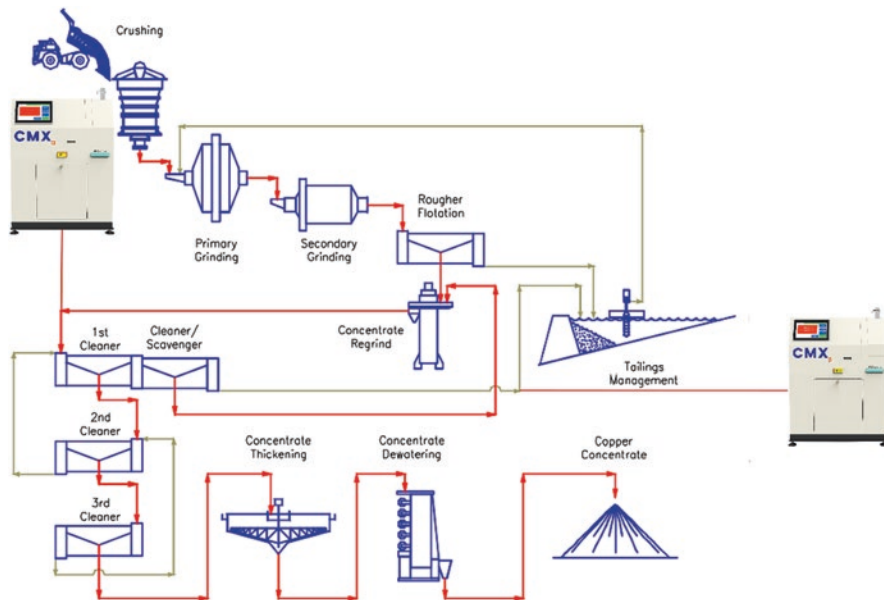 Crushing
CMX
Primary
Grinding
Secondary
Grinding
Rougher
Flotation
Concentrate
Regrind
Tailings
Management
CMX
1st
Cleaner
Cleaner/
Scavenger
2nd
Cleaner
3rd
Cleaner
Concentrate
Thickening
Concentrate
Dewatering
Copper
Concentrate